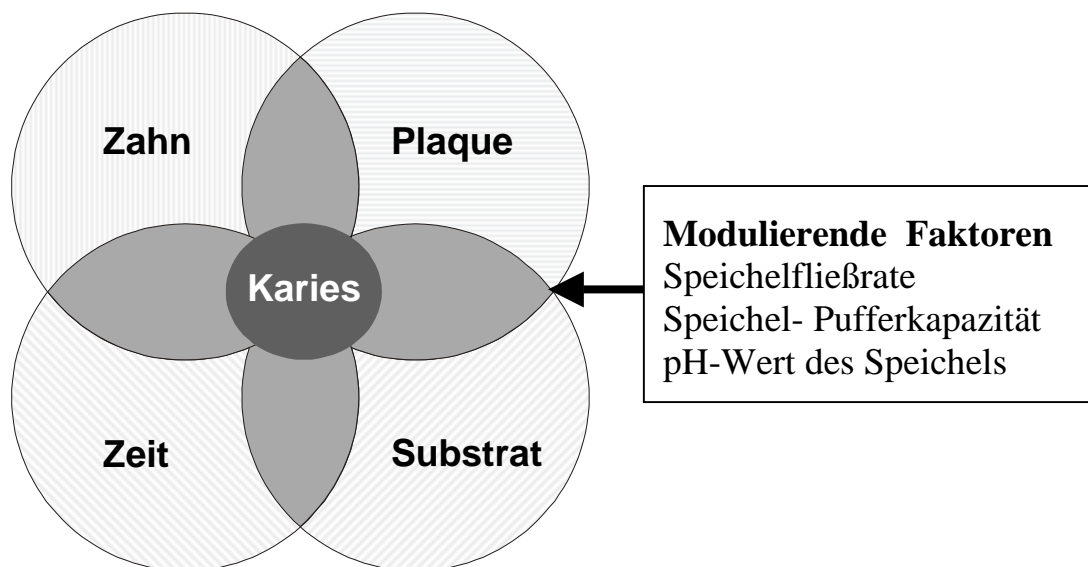 Zahn
Plaque
Karies
Zeit
Substrat
Modulierende Faktoren
Speichelfließrate
Speichel- Pufferkapazität
pH-Wert des Speichels